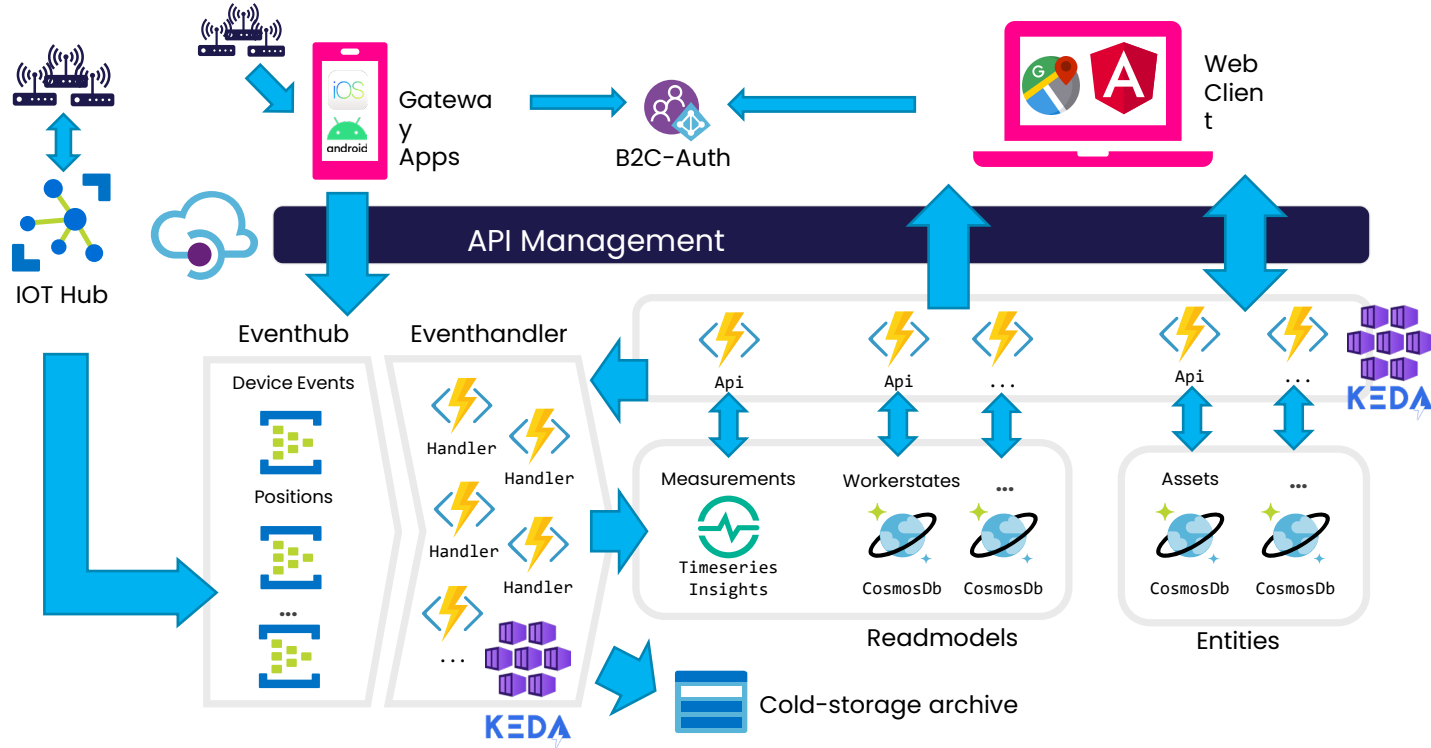 iOS
android
Gatewa
y
Apps
B2C-Auth
G
A
Web
Clien
t
API Management
IOT Hub
Eventhub
Eventhandler
Device Events
Positions
...
Handler
Handler
Handler
Handler
...
KEDA
Api
Api
...
Api
...
KEDA
Measurements
Timeseries
Insights
Workerstates
...
CosmosDb
CosmosDb
Readmodels
Assets
...
CosmosDb
CosmosDb
Entities
Cold-storage archive